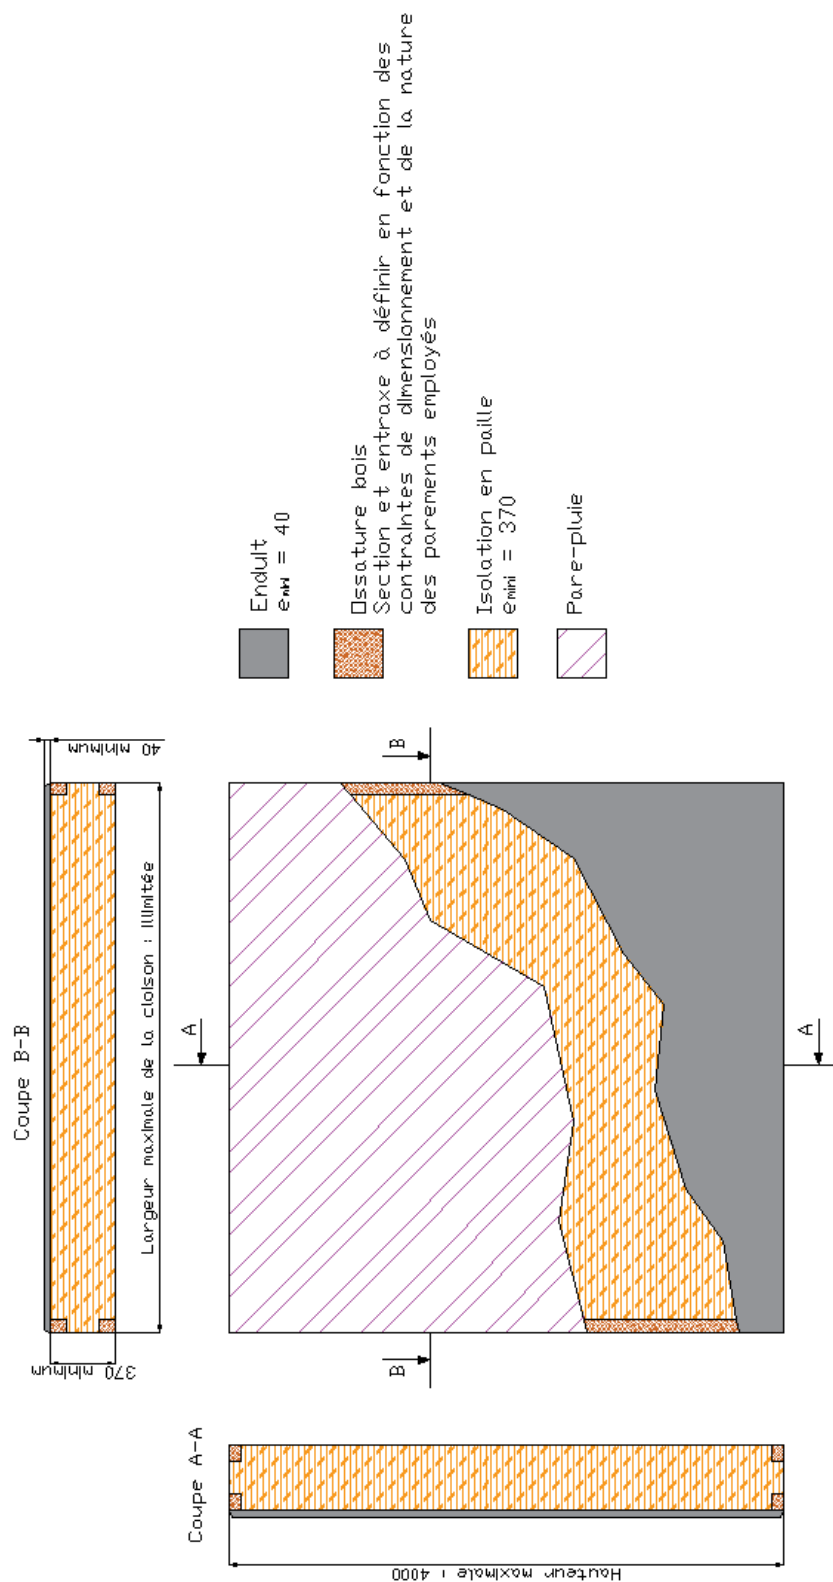 Coupe B-B
40 minimum
Largeur maximale de la cloison : Illimitée
370 minimum
A
A
B
B
Coupe A-A
Hauteur maximale : 4000
Enduit
emini = 40
Ossature bois
Section et entraxe à définir en fonction des
contraintes de dimensionnement et de la nature
des parements employés
Isolation en paille
emini = 370
Pare-pluie